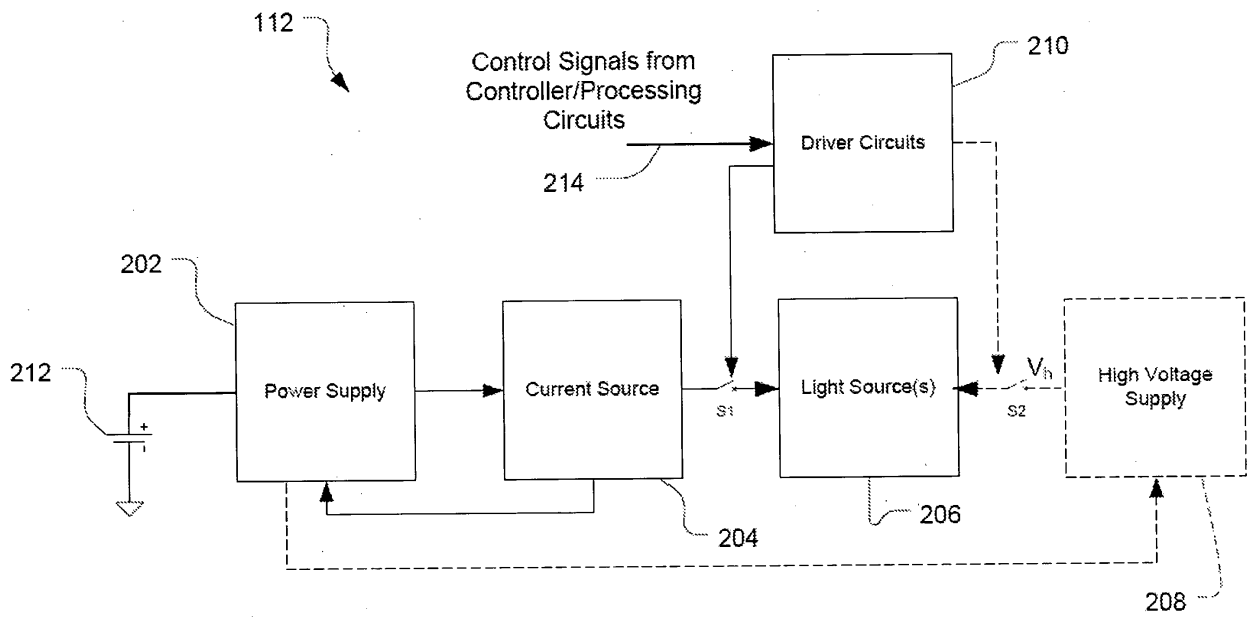 112
Control Signals from
Controller/Processing
Circuits
214
210
Driver Circuits
202
212
+
Power Supply
Current Source
S1
Light Source(s)
S2
Vh
High Voltage
Supply
204
206
208